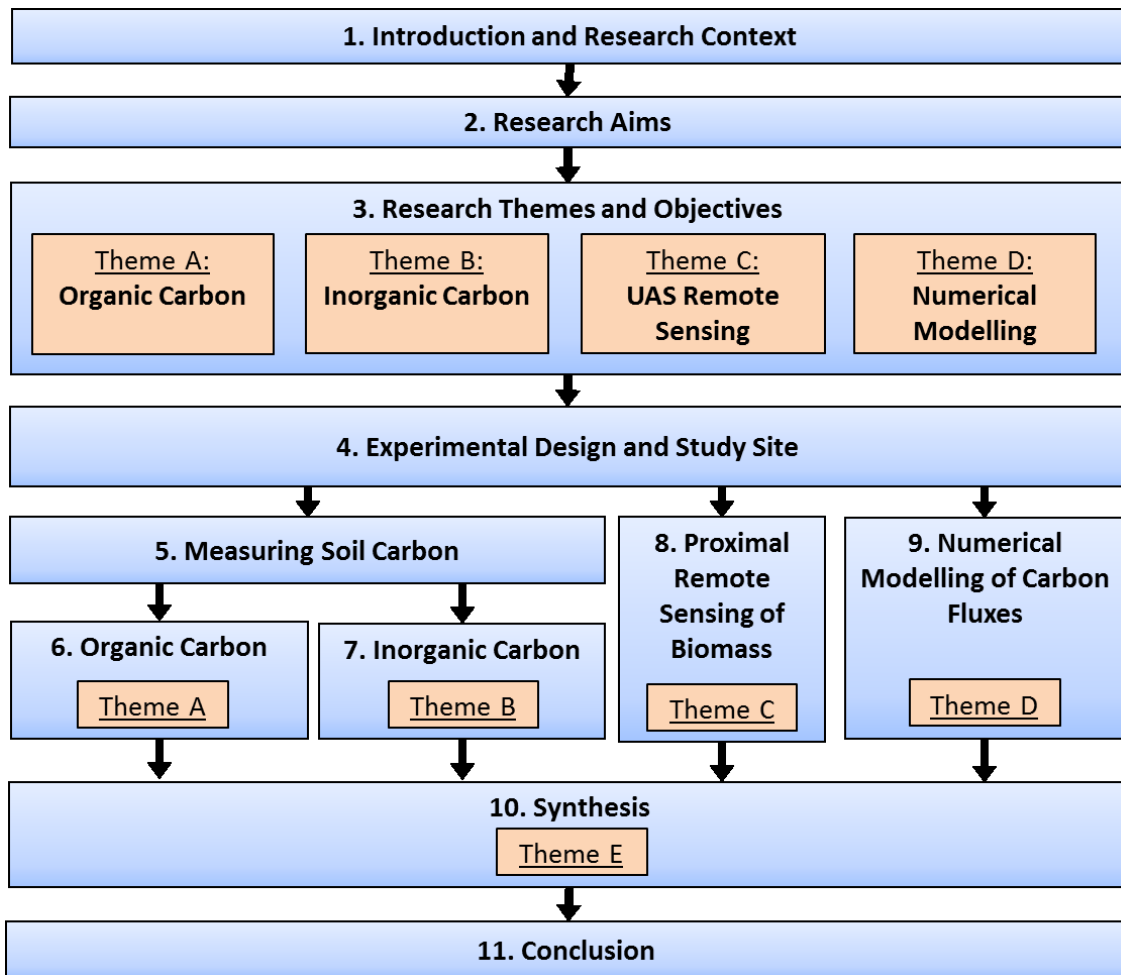 1. Introduction and Research Context
2. Research Aims
3. Research Themes and Objectives
Theme A:
Organic Carbon
Theme B:
Inorganic Carbon
Theme C:
UAS Remote
Sensing
Theme D:
Numerical
Modelling
4. Experimental Design and Study Site
5. Measuring Soil Carbon
6. Organic Carbon
Theme A
7. Inorganic Carbon
Theme B
8. Proximal
Remote
Sensing of
Biomass
Theme C
9. Numerical
Modelling of Carbon
Fluxes
Theme D
10. Synthesis
Theme E
11. Conclusion